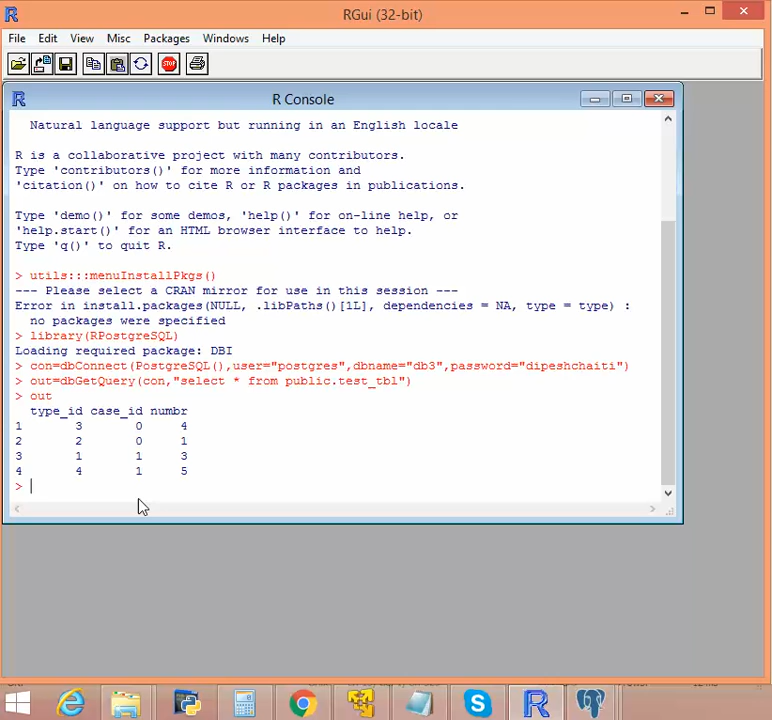 RGui (32-bit)
File Edit View Misc Packages Windows Help
STOP
R Console
Natural language support but running in an English locale
R is a collaborative project with many contributors.
Type 'contributors()' for more information and
'citation()' on how to cite R or R packages in publications.
Type 'demo()' for some demos, 'help()' for on-line help, or
'help.start()' for an HTML browser interface to help.
Type 'q()' to quit R.
> utils:::menuInstallPkgs()
--- Please select a CRAN mirror for use in this session ---
Error in install.packages(NULL, .libPaths()[1L], dependencies = NA, type = type) :
no packages were specified
> library(RPostgreSQL)
Loading required package: DBI
> con=dbConnect(PostgreSQL(),user="postgres",dbname="db3",password="dipeshchaiti")
> out=dbGetQuery(con,"select * from public.test_tbl")
> out
type_id case_id numbr
1 3 0 4
2 2 0 1
3 1 1 3
4 4 1 5
>